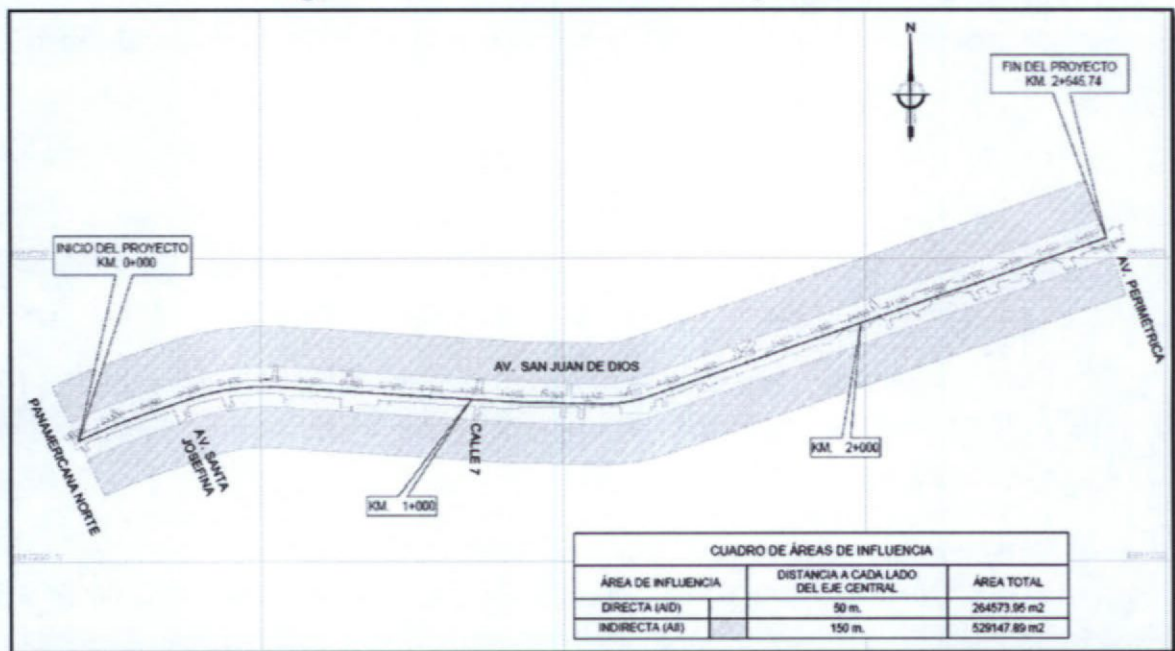 N
FIN DEL PROYECTO
KM. 2+645.74
INICIO DEL PROYECTO
KM. 0+000
AV. PERIMÉTRICA
AV. SAN JUAN DE DIOS
PANAMERICANA NORTE
AV. SANTA
JOSEFINA
CALLE 7
KM. 2+000
KM. 1+000
CUADRO DE ÁREAS DE INFLUENCIA
ÁREA DE INFLUENCIA
DISTANCIA A CADA LADO
DEL EJE CENTRAL
ÁREA TOTAL
DIRECTA (AID)
50 m.
264573.95 m2
INDIRECTA (AII)
150 m.
529147.89 m2